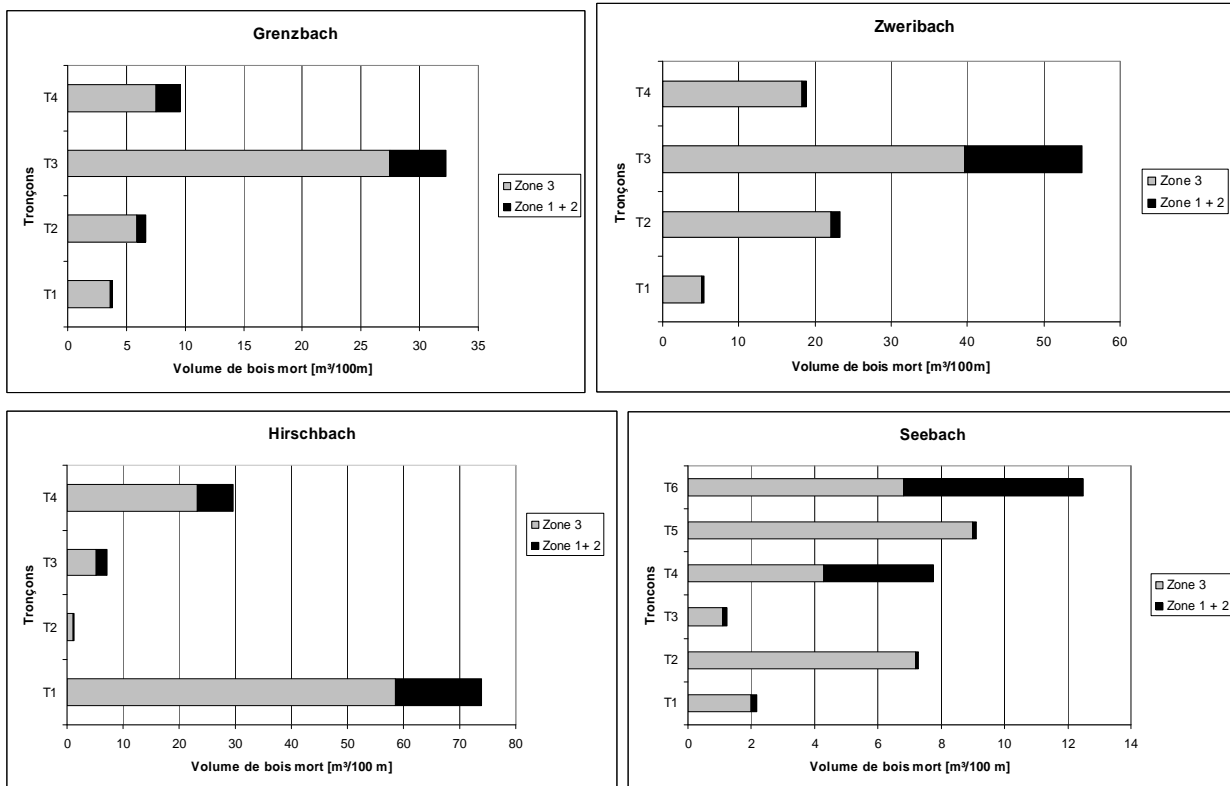 Grenzbach
Tronçons
T4
T3
T2
T1
0 5 10 15 20 25 30 35
Volume de bois mort [m³/100m]
Zone 3
Zone 1 + 2
Zweribach
Tronçons
T4
T3
T2
T1
0 10 20 30 40 50 60
Volume de bois mort [m³/100m]
Zone 3
Zone 1 + 2
Hirschbach
Tronçons
T4
T3
T2
T1
0 10 20 30 40 50 60 70 80
Volume de bois mort [m³/100 m]
Zone 3
Zone 1+ 2
Seebach
Troncons
T6
T5
T4
T3
T2
T1
0 2 4 6 8 10 12 14
Volume de bois mort [m³/100 m]
Zone 3
Zone 1 + 2